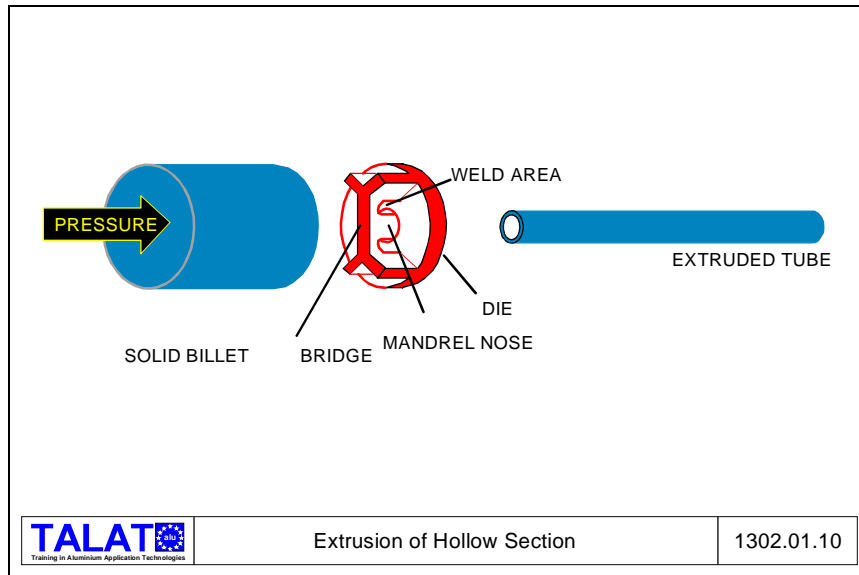 WELD AREA
PRESSURE
EXTRUDED TUBE
DIE
MANDREL NOSE
SOLID BILLET
BRIDGE
TALAT
alu
Training in Aluminium Application Technologies
Extrusion of Hollow Section
1302.01.10